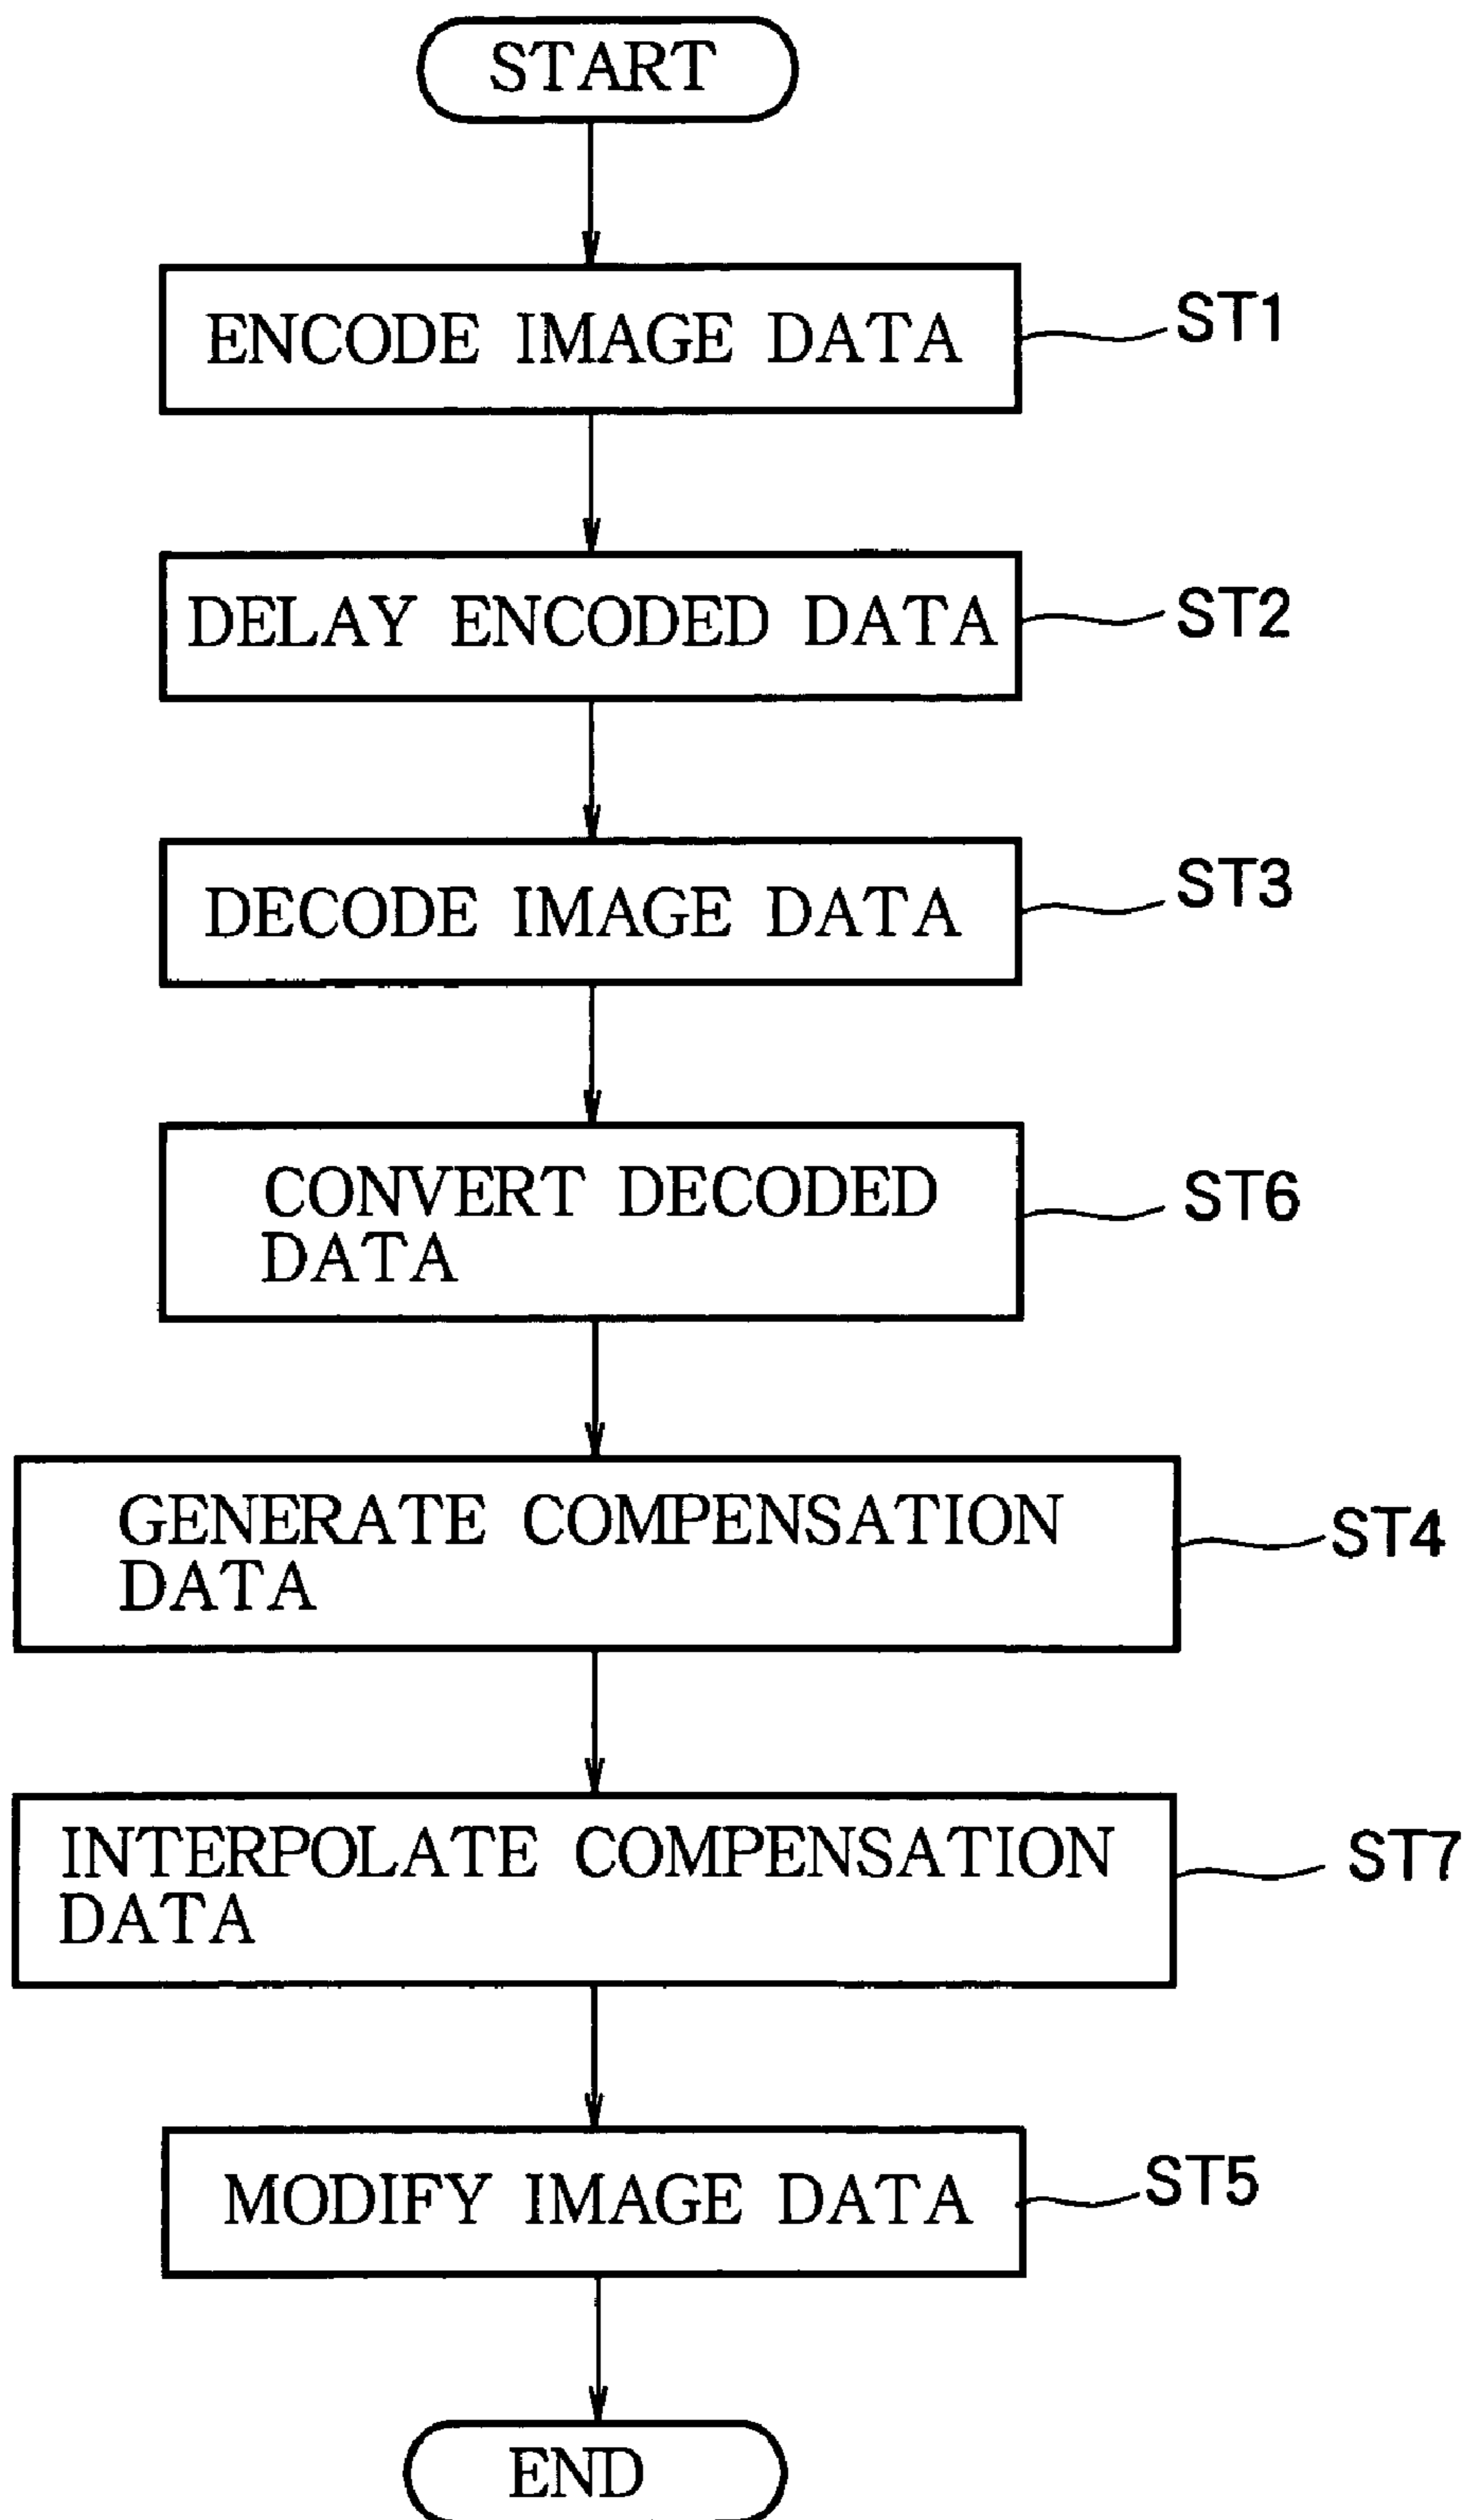 START
ENCODE IMAGE DATA
ST1
DELAY ENCODED DATA
ST2
DECODE IMAGE DATA
ST3
CONVERT DECODED
DATA
ST6
GENERATE COMPENSATION
DATA
ST4
INTERPOLATE COMPENSATION
DATA
ST7
MODIFY IMAGE DATA
ST5
END